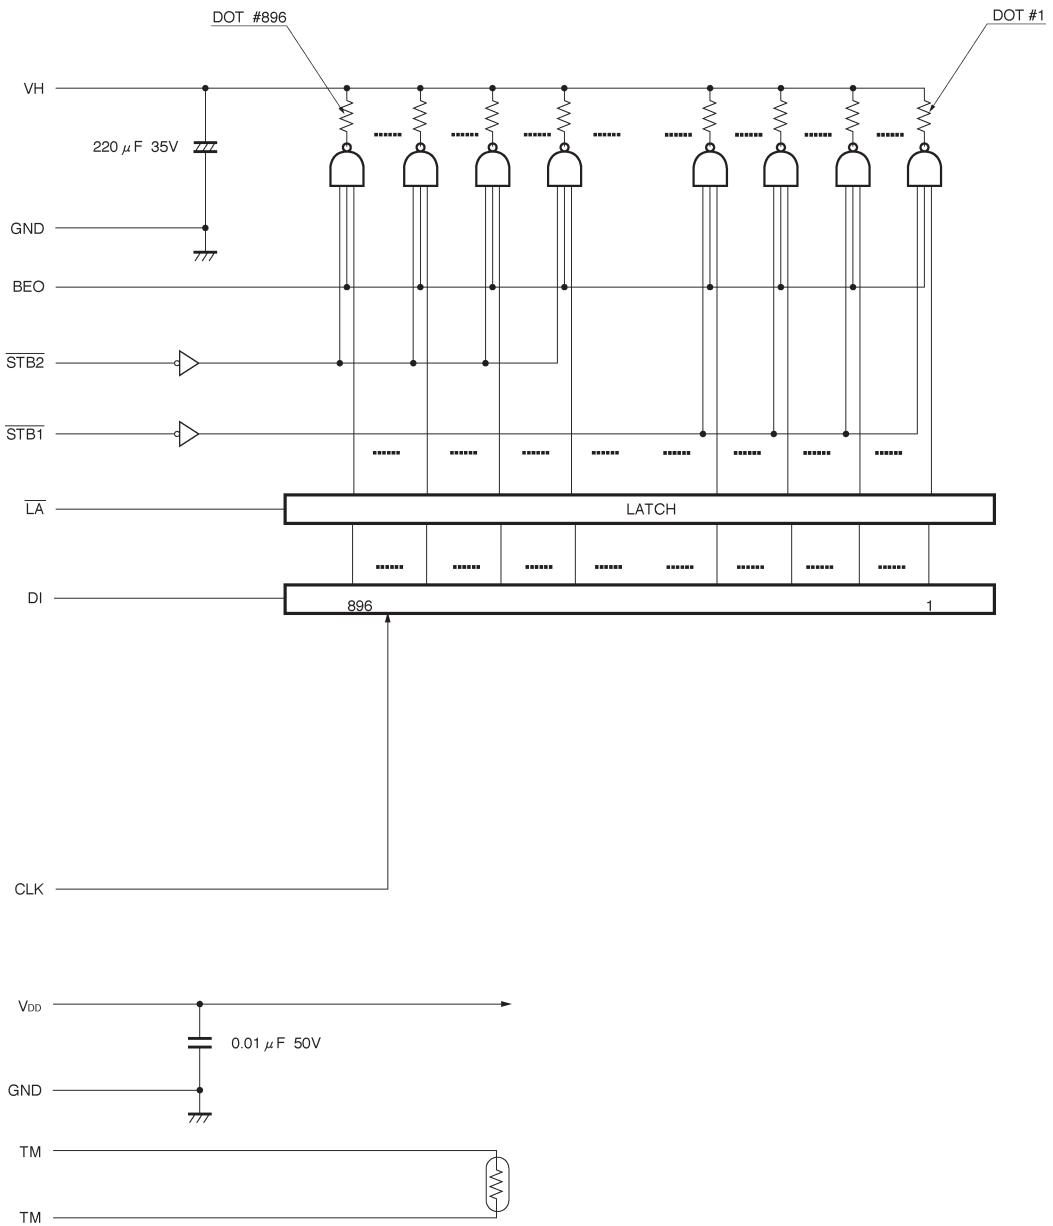 DOT #896
DOT #1
VH
220 μF 35V
GND
BEO
STB2
STB1
LA
LATCH
DI
896
1
CLK
VDD
0.01 μF 50V
GND
TM
TM